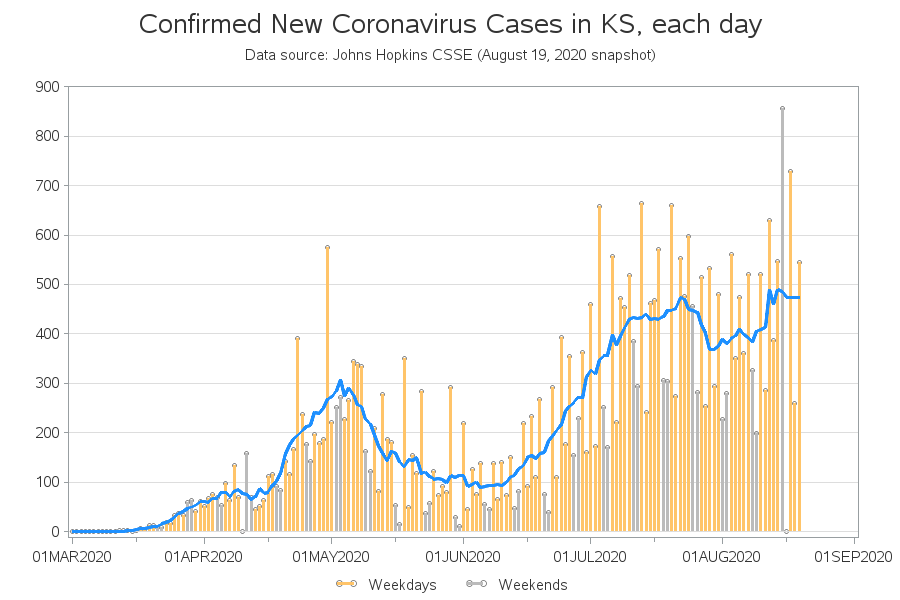 Confirmed New Coronavirus Cases in KS, each day
Data source: Johns Hopkins CSSE (August 19, 2020 snapshot)
900
800
700
600
500
400
300
200
100
0
01MAR2020 01APR2020 01MAY2020 01JUN2020 01JUL2020 01AUG2020 01SEP2020
Weekdays Weekends